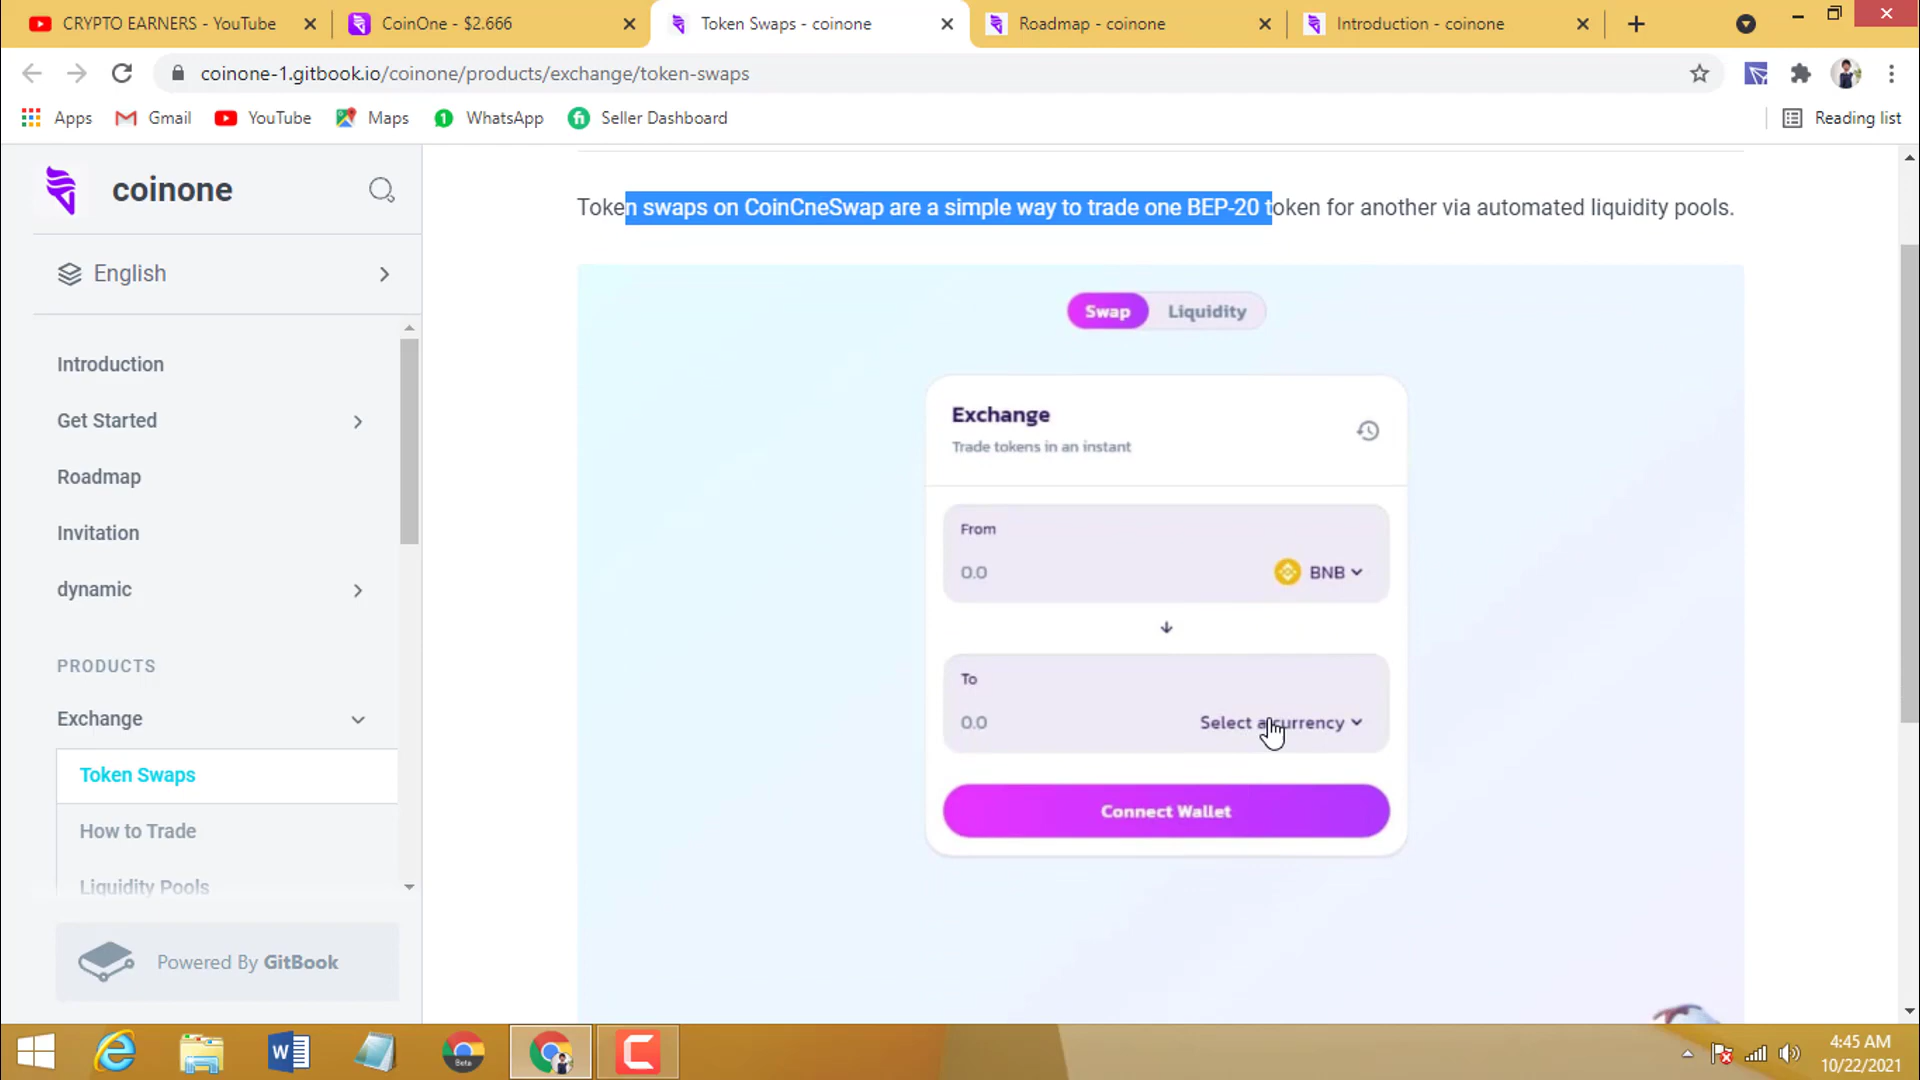 CRYPTO EARNERS - YouTube
CoinOne - $2.666
Token Swaps - coinone
Roadmap - coinone
Introduction - coinone
coinone-1.gitbook.io/coinone/products/exchange/token-swaps
Apps
Gmail
YouTube
Maps
WhatsApp
Seller Dashboard
Reading list
coinone
English
Introduction
Get Started
Roadmap
Invitation
dynamic
PRODUCTS
Exchange
Token Swaps
How to Trade
Liquidity Pools
Powered By GitBook
Token swaps on CoinCneSwap are a simple way to trade one BEP-20 token for another via automated liquidity pools.
Swap
Liquidity
Exchange
Trade tokens in an instant
From
0.0
BNB
To
0.0
Select a currency
Connect Wallet
Beta
4:45 AM
10/22/2021